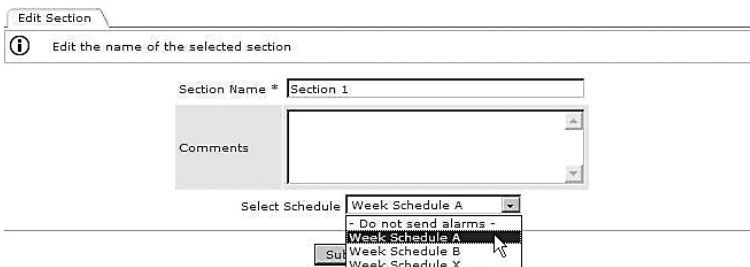 Edit Section
Edit the name of the selected section
Section Name * Section 1
Comments
Select Schedule Week Schedule A
- Do not send alarms -
Week Schedule A
Week Schedule B
Week Schedule X